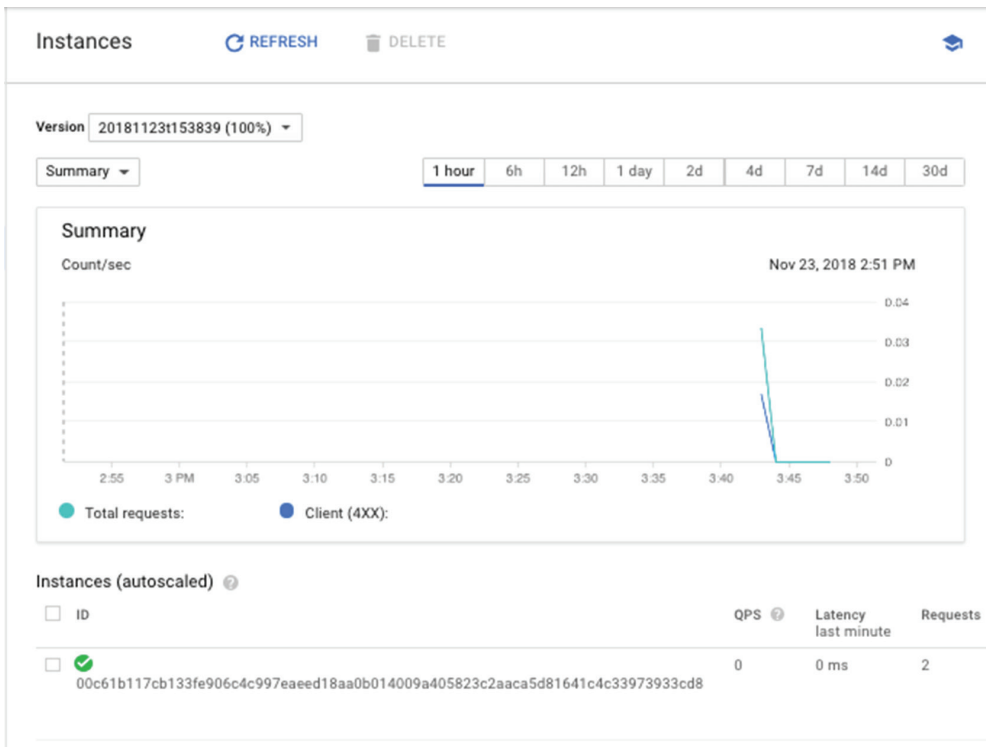 Instances REFRESH DELETE
Version 20181123t153839 (100%)
Summary 1 hour 6h 12h 1 day 2d 4d 7d 14d 30d
Summary
Count/sec Nov 23, 2018 2:51 PM
0.04
0.03
0.02
0.01
0
2:55 3 PM 3:05 3:10 3:15 3:20 3:25 3:30 3:35 3:40 3:45 3:50
Total requests: Client (4XX):
Instances (autoscaled) ?
ID QPS ? Latency Requests
last minute
0 0 ms 2
00c61b117cb133fe906c4c997eaeed18aa0b014009a405823c2aaca5d81641c4c33973933cd8